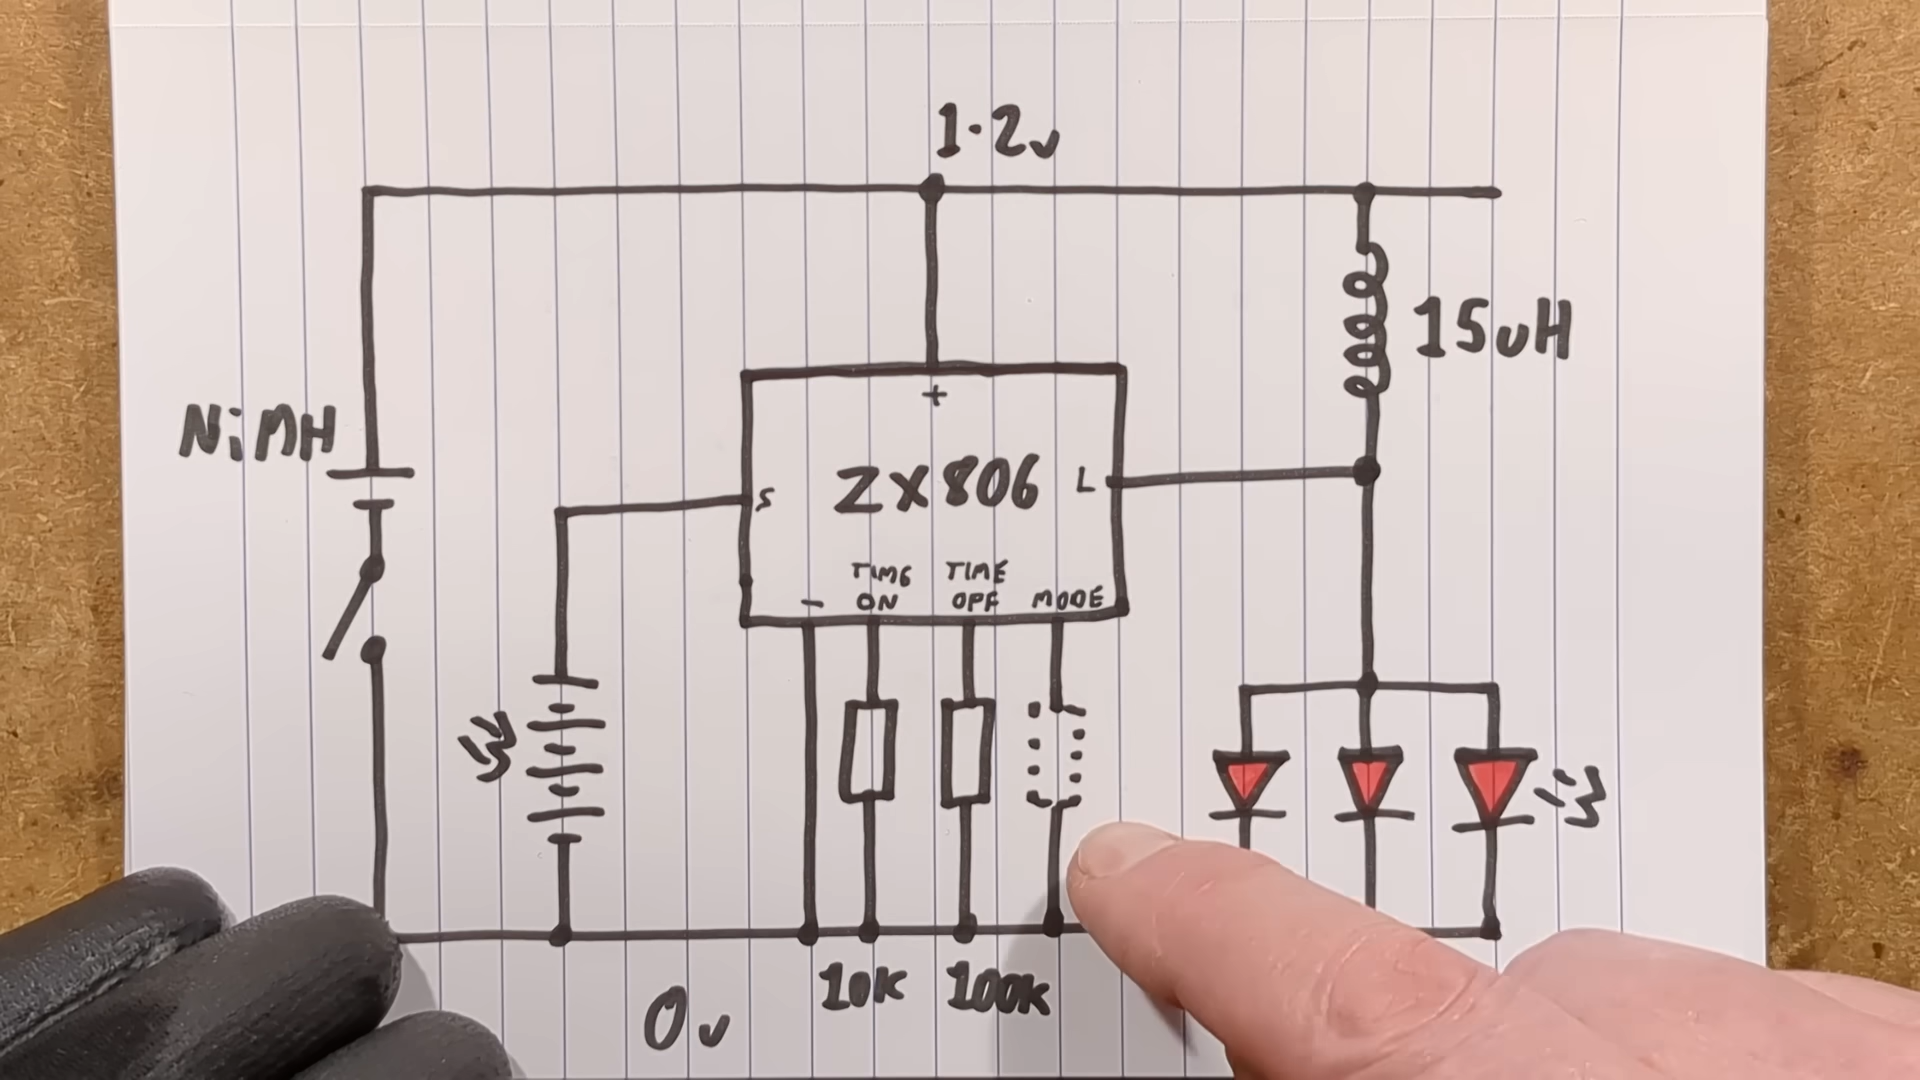 1.2v
15uH
NiMH
+
S
ZX806
L
TIME
ON
TIME
OFF
MODE
-
10K
100K
0v